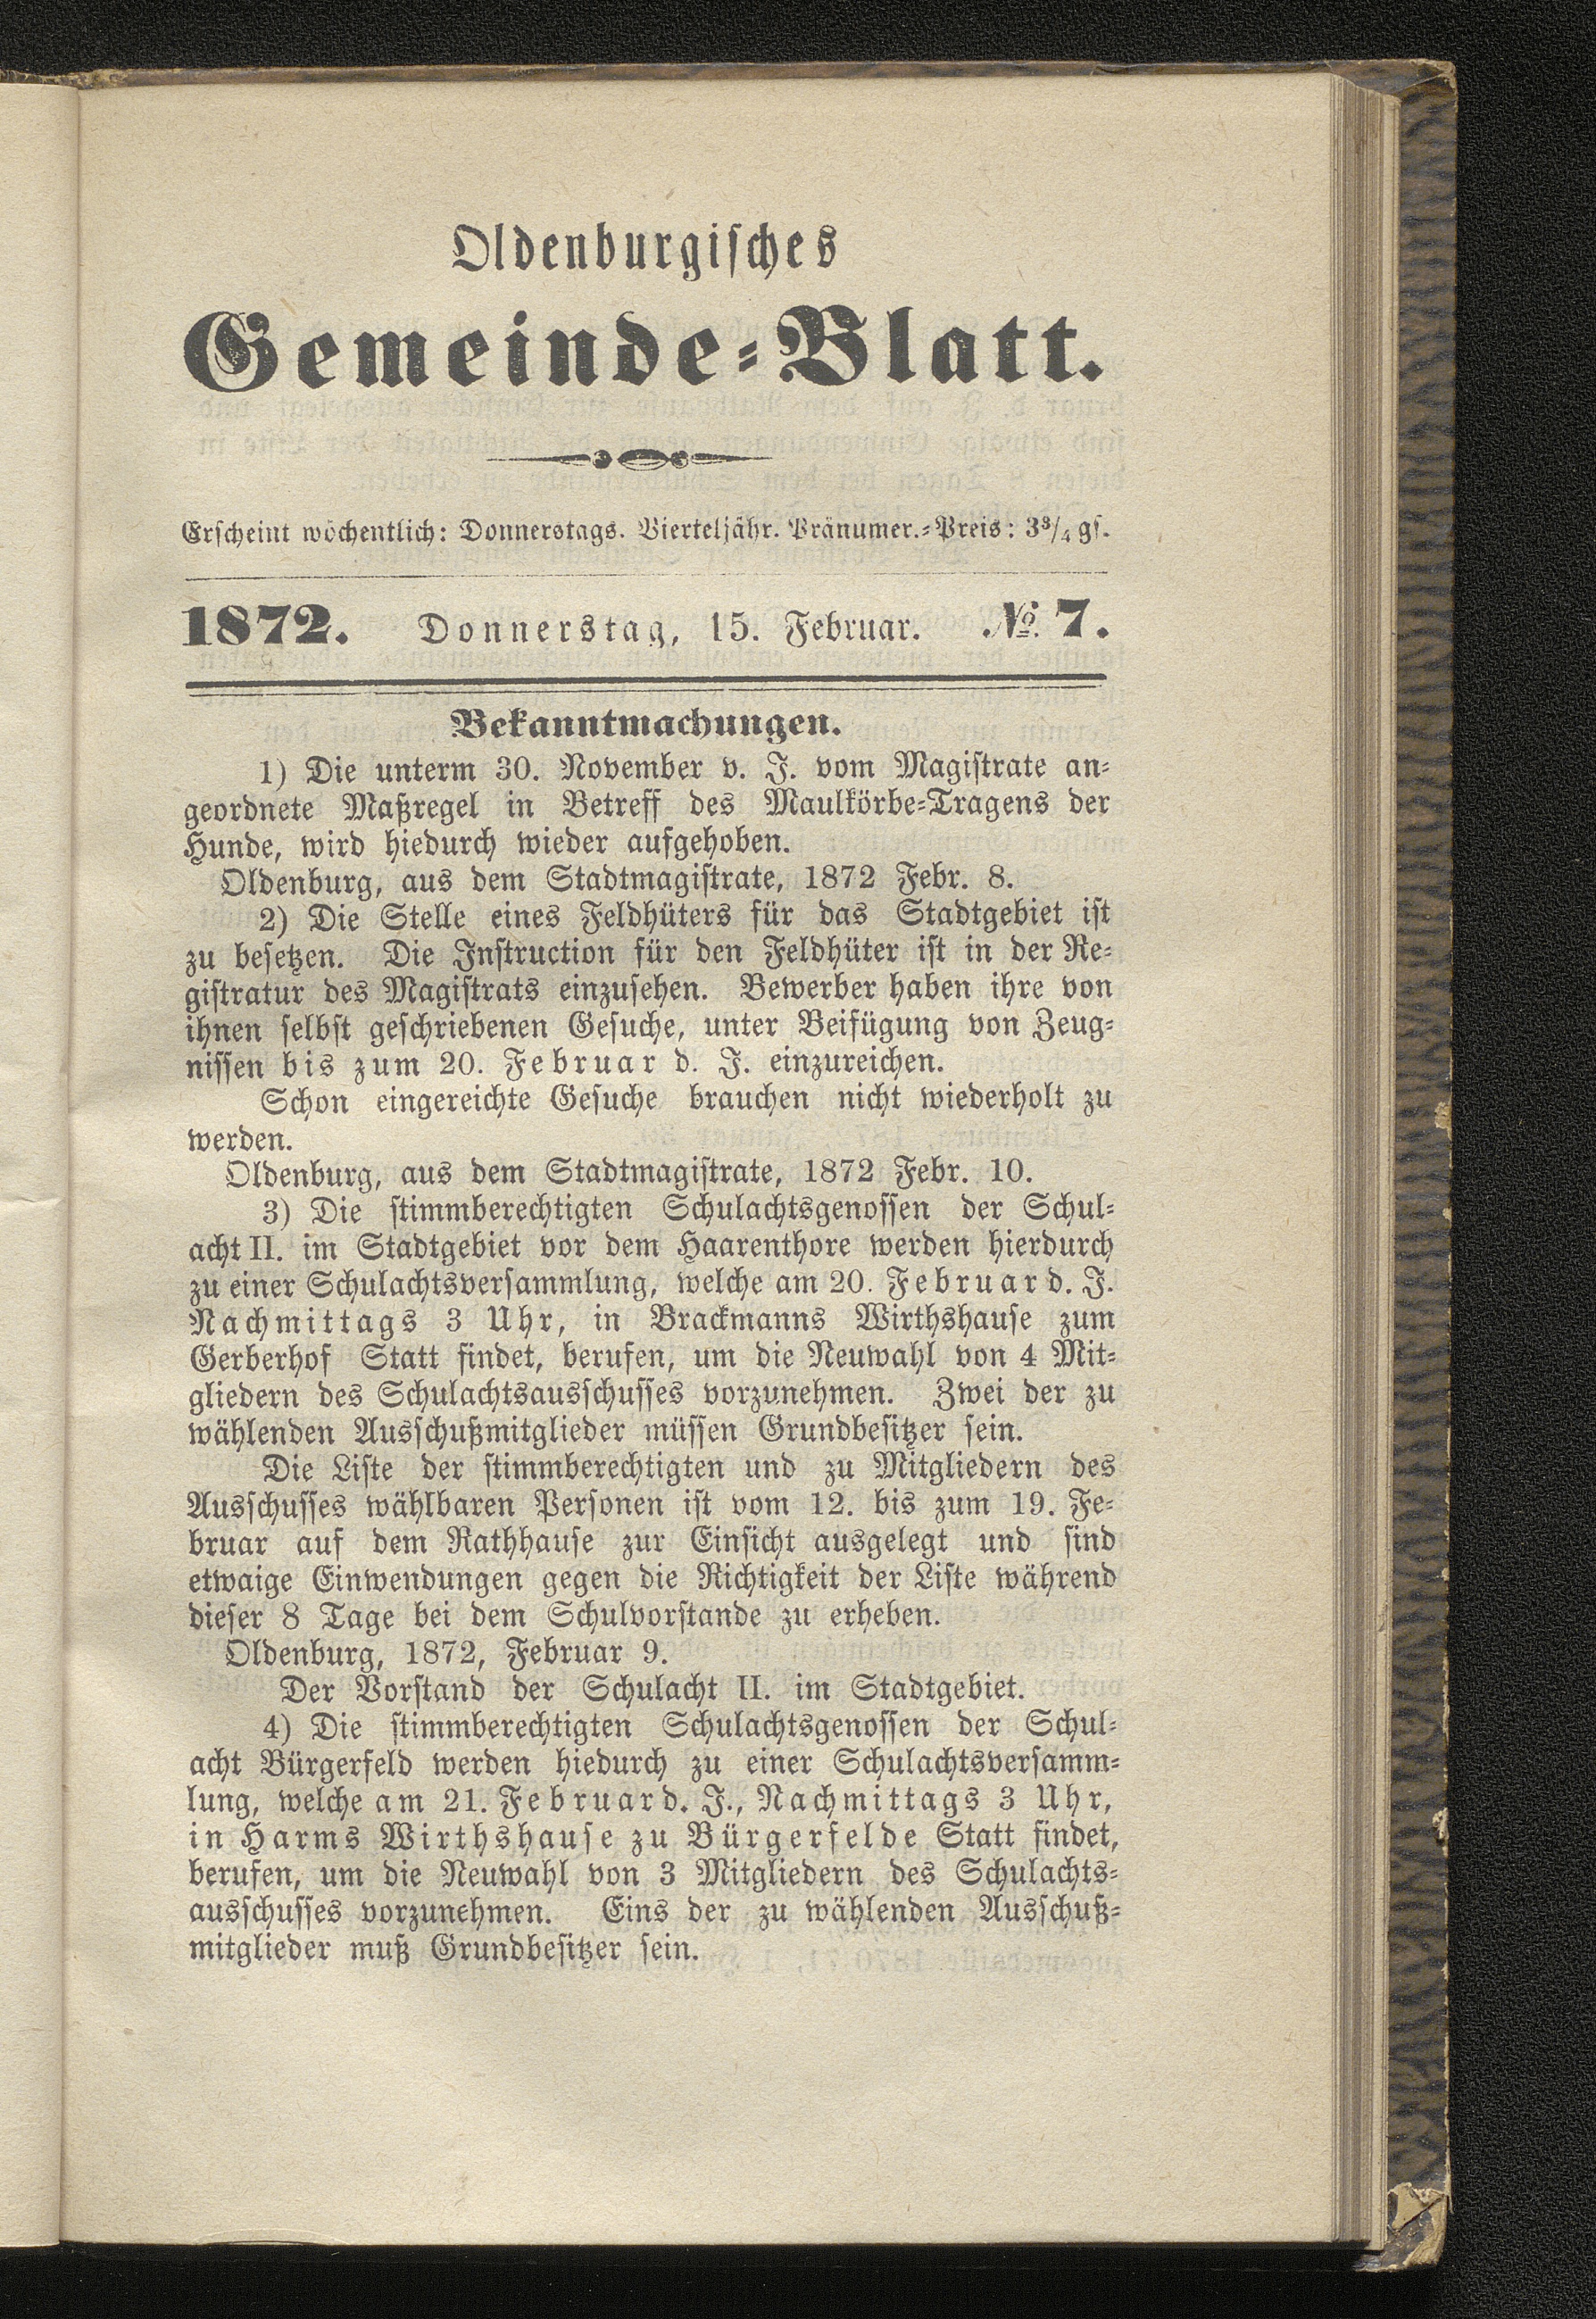 Oldenburgisches
Gemeinde-Blatt.
Erscheint wöchentlich: Donnerstags. Vierteljähr. Pränumer.-Preis: 3³/₄ gs.
1872. Donnerstag, 15. Februar. № 7.
Bekanntmachungen.
1) Die unterm 30. November v. J. vom Magistrate an-
geordnete Maßregel in Betreff des Maulkörbe-Tragens der
Hunde, wird hiedurch wieder aufgehoben.
Oldenburg, aus dem Stadtmagistrate, 1872 Febr. 8.
2) Die Stelle eines Feldhüters für das Stadtgebiet ist
zu besetzen. Die Instruction für den Feldhüter ist in der Re-
gistratur des Magistrats einzusehen. Bewerber haben ihre von
ihnen selbst geschriebenen Gesuche, unter Beifügung von Zeug-
nissen bis zum 20. Februar d. J. einzureichen.
Schon eingereichte Gesuche brauchen nicht wiederholt zu
werden.
Oldenburg, aus dem Stadtmagistrate, 1872 Febr. 10.
3) Die stimmberechtigten Schulachtsgenossen der Schul-
acht II. im Stadtgebiet vor dem Haarenthore werden hierdurch
zu einer Schulachtsversammlung, welche am 20. Februar d. J.
Nachmittags 3 Uhr, in Brackmanns Wirthshause zum
Gerberhof Statt findet, berufen, um die Neuwahl von 4 Mit-
gliedern des Schulachtsausschusses vorzunehmen. Zwei der zu
wählenden Ausschußmitglieder müssen Grundbesitzer sein.
Die Liste der stimmberechtigten und zu Mitgliedern des
Ausschusses wählbaren Personen ist vom 12. bis zum 19. Fe-
bruar auf dem Rathhause zur Einsicht ausgelegt und sind
etwaige Einwendungen gegen die Richtigkeit der Liste während
dieser 8 Tage bei dem Schulvorstande zu erheben.
Oldenburg, 1872, Februar 9.
Der Vorstand der Schulacht II. im Stadtgebiet.
4) Die stimmberechtigten Schulachtsgenossen der Schul-
acht Bürgerfeld werden hiedurch zu einer Schulachtsversamm-
lung, welche am 21. Februar d. J., Nachmittags 3 Uhr,
in Harms Wirthshause zu Bürgerfelde Statt findet,
berufen, um die Neuwahl von 3 Mitgliedern des Schulachts-
ausschusses vorzunehmen. Eins der zu wählenden Ausschuß-
mitglieder muß Grundbesitzer sein.